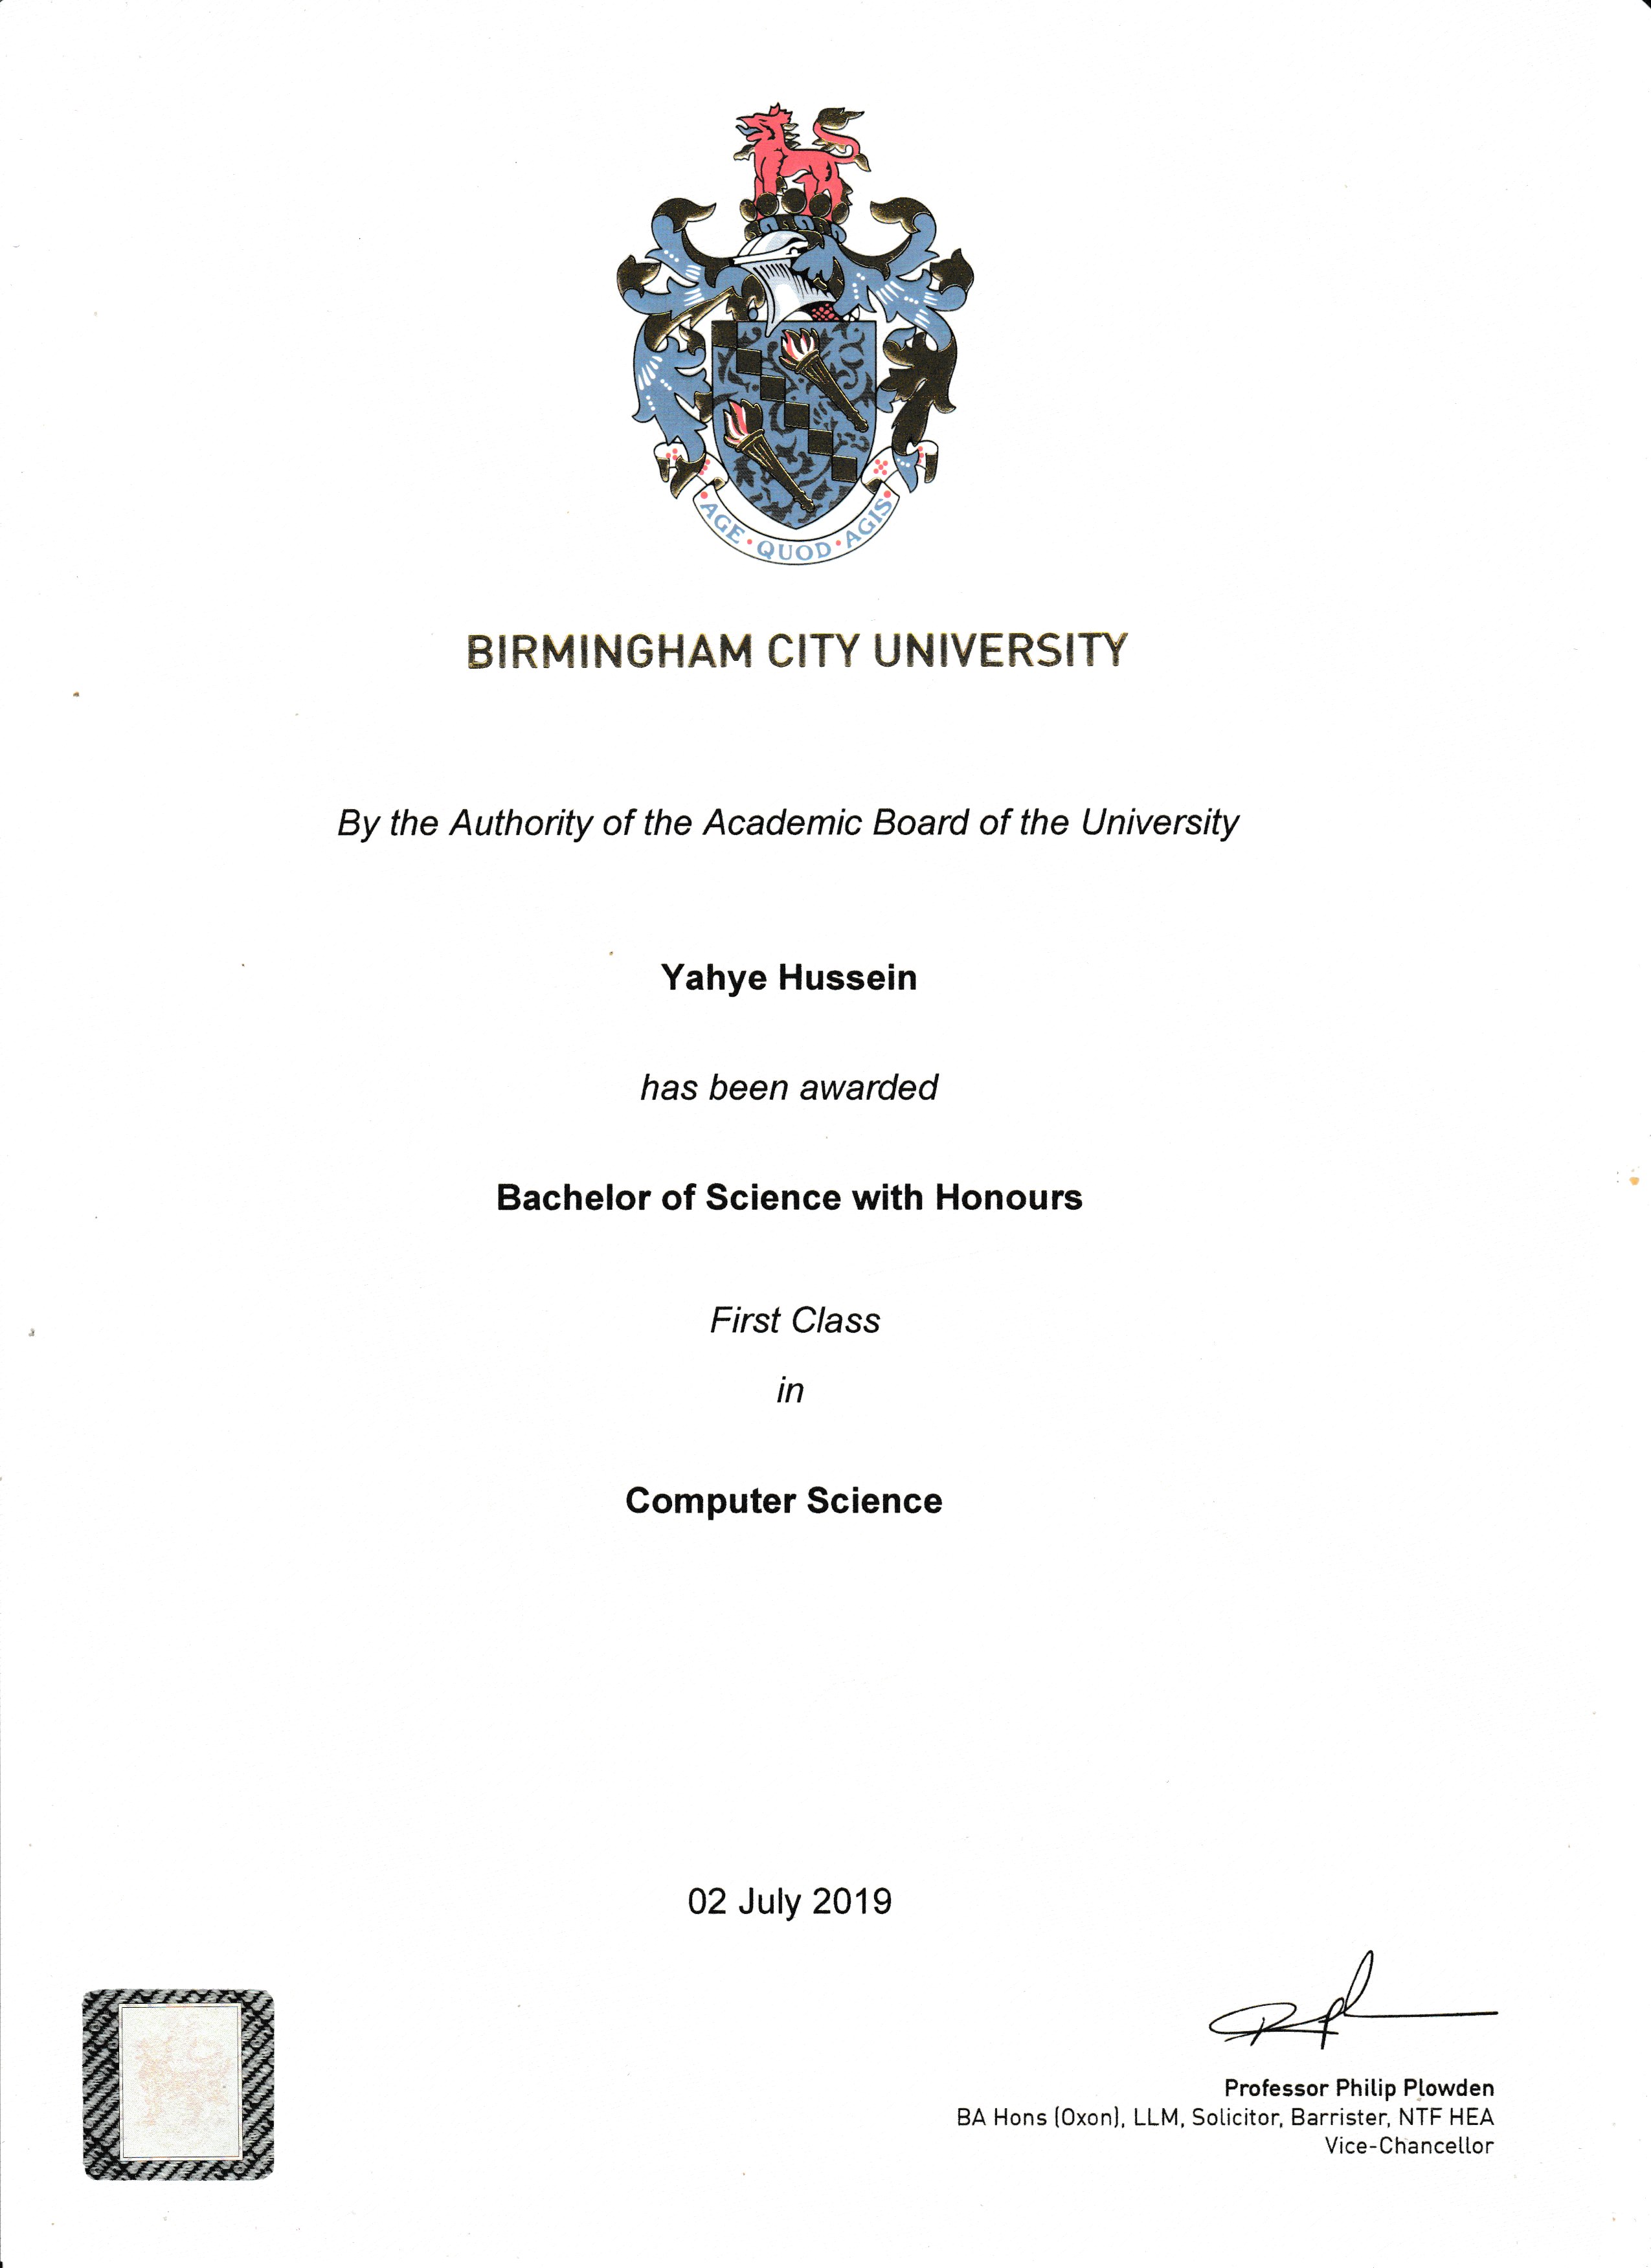 AGE · QUOD · AGIS
BIRMINGHAM CITY UNIVERSITY
By the Authority of the Academic Board of the University
Yahye Hussein
has been awarded
Bachelor of Science with Honours
First Class
in
Computer Science
02 July 2019
Professor Philip Plowden
BA Hons (Oxon), LLM, Solicitor, Barrister, NTF HEA
Vice-Chancellor